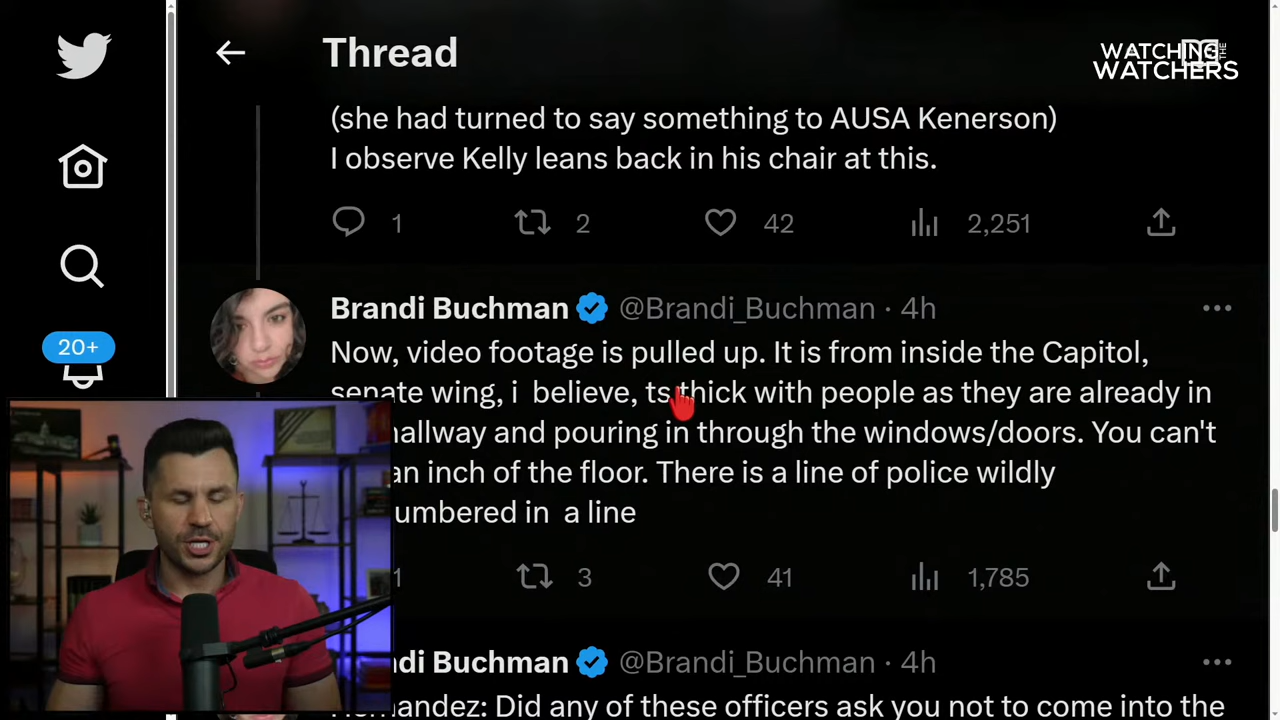 Thread
WATCHING THE
WATCHERS
(she had turned to say something to AUSA Kenerson)
I observe Kelly leans back in his chair at this.
1 2 42 2,251
Brandi Buchman @Brandi_Buchman · 4h
Now, video footage is pulled up. It is from inside the Capitol,
senate wing, i believe, ts thick with people as they are already in
hallway and pouring in through the windows/doors. You can't
an inch of the floor. There is a line of police wildly
umbered in a line
1 3 41 1,785
20+
di Buchman @Brandi_Buchman · 4h
Hernandez: Did any of these officers ask you not to come into the